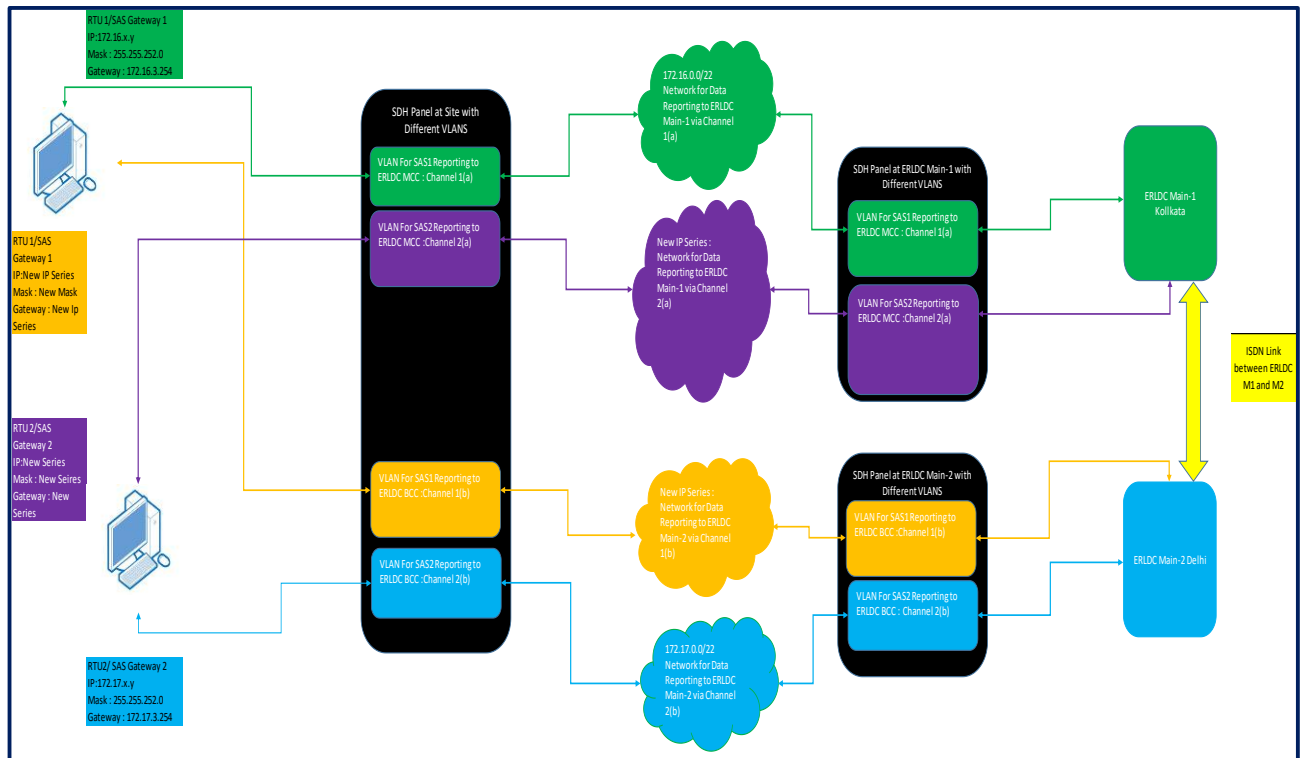 RTU 1/SAS Gateway 1
IP:172.16.x.y
Mask : 255.255.252.0
Gateway : 172.16.3.254
RTU 1/SAS
Gateway 1
IP:New IP Series
Mask : New Mask
Gateway : New Ip
Series
RTU 2/SAS
Gateway 2
IP:New Series
Mask : New Seires
Gateway : New
Series
RTU2/ SAS Gateway 2
IP:172.17.x.y
Mask : 255.255.252.0
Gateway : 172.17.3.254
SDH Panel at Site with
Different VLANS
VLAN For SAS1 Reporting to
ERLDC MCC : Channel 1(a)
VLAN For SAS2 Reporting to
ERLDC MCC :Channel 2(a)
VLAN For SAS1 Reporting to
ERLDC BCC :Channel 1(b)
VLAN For SAS2 Reporting to
ERLDC BCC :Channel 2(b)
172.16.0.0/22
Network for Data
Reporting to ERLDC
Main-1 via Channel
1(a)
New IP Series :
Network for Data
Reporting to ERLDC
Main-1 via Channel
2(a)
New IP Series :
Network for Data
Reporting to ERLDC
Main-2 via Channel
1(b)
172.17.0.0/22
Network for Data
Reporting to ERLDC
Main-2 via Channel
2(b)
SDH Panel at ERLDC Main-1 with
Different VLANS
VLAN For SAS1 Reporting to
ERLDC MCC : Channel 1(a)
VLAN For SAS2 Reporting to
ERLDC MCC :Channel 2(a)
SDH Panel at ERLDC Main-2 with
Different VLANS
VLAN For SAS1 Reporting to
ERLDC BCC :Channel 1(b)
VLAN For SAS2 Reporting to
ERLDC BCC : Channel 2(b)
ERLDC Main-1
Kollkata
ISDN Link
between ERLDC
M1 and M2
ERLDC Main-2 Delhi